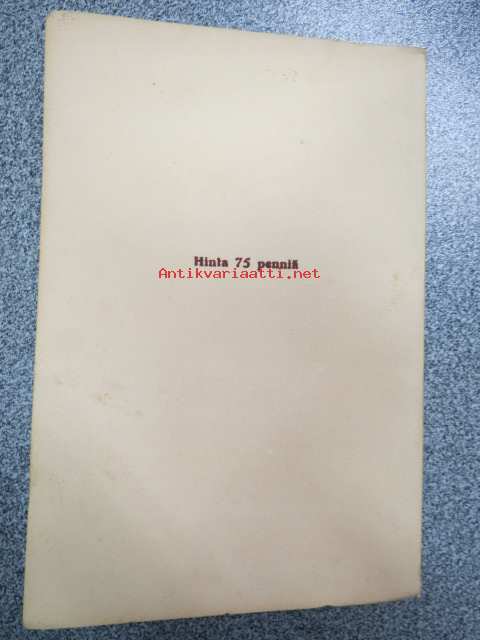 Hinta 75 penniä
Antikvariaatti.net